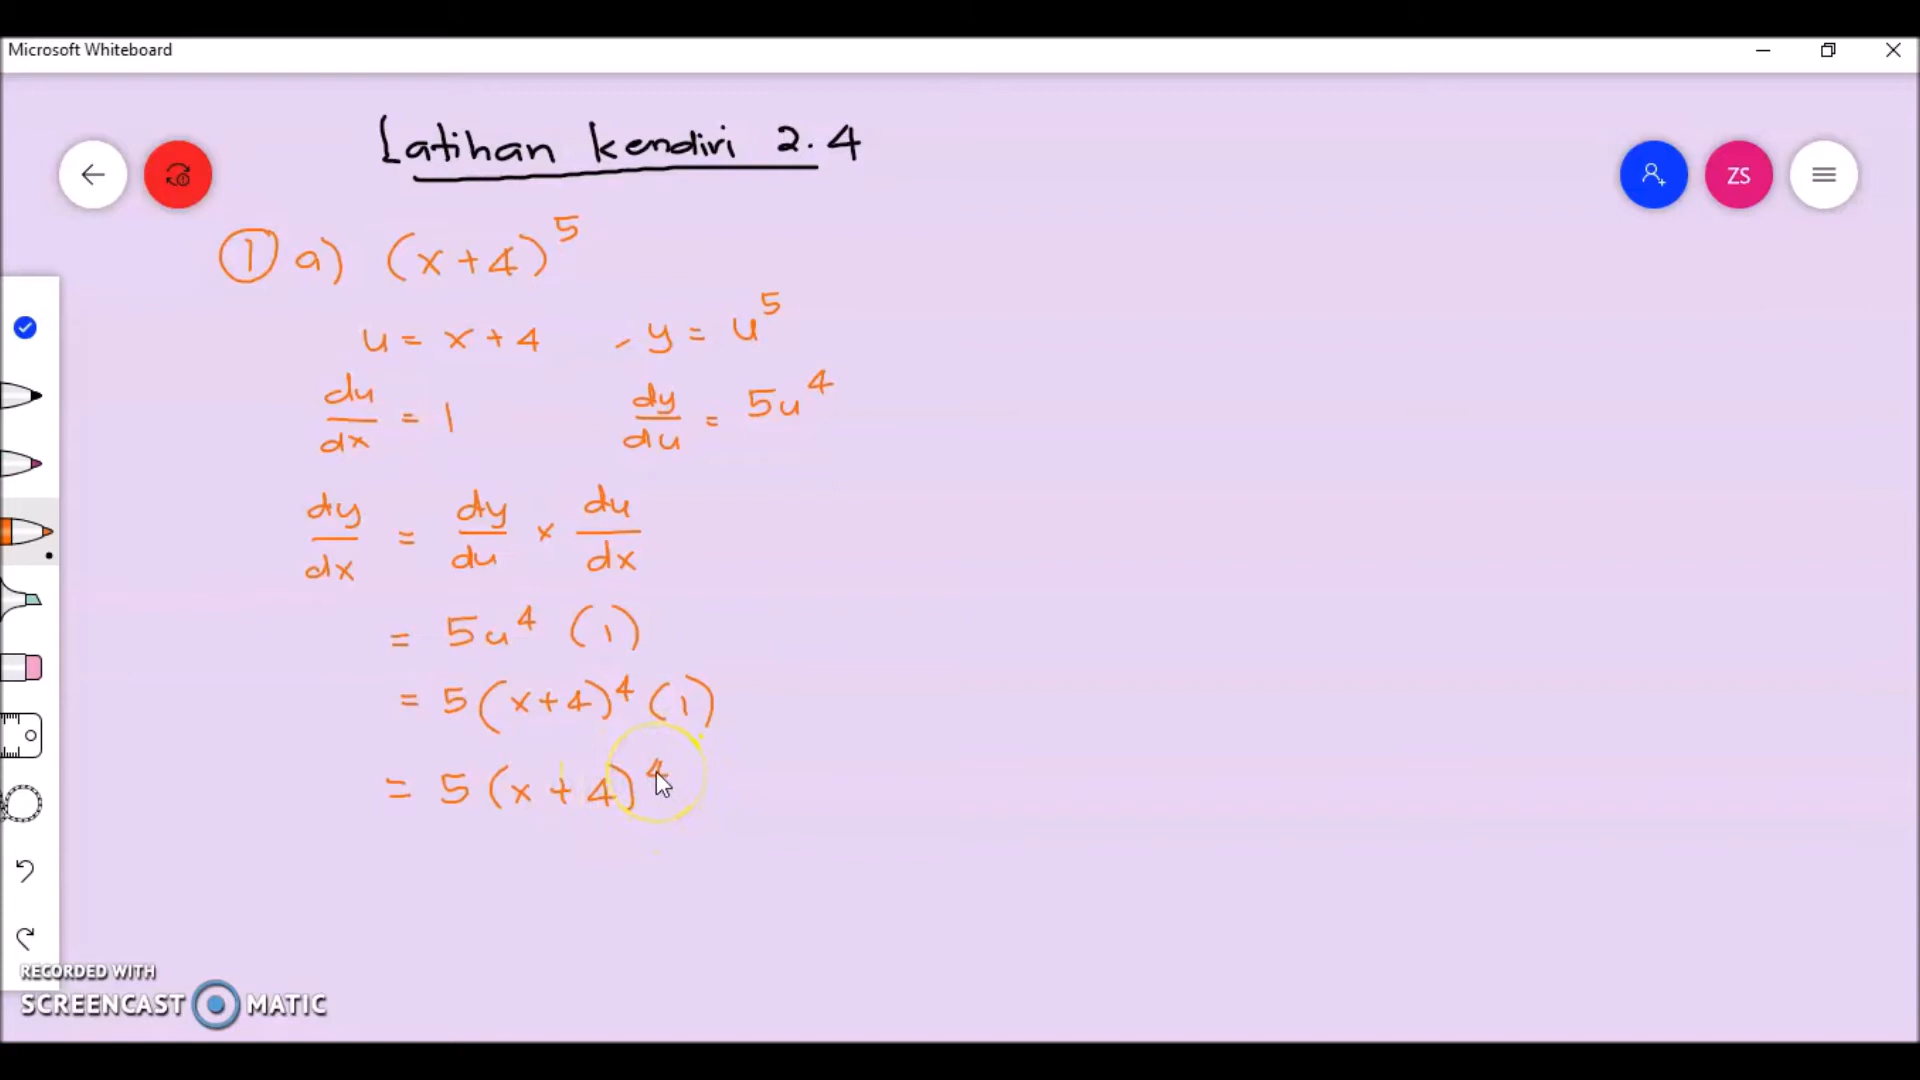 Microsoft Whiteboard
Latihan kendiri 2.4
ZS
① a) (x+4)⁵
u = x+4 - y = u⁵
du/dx = 1 dy/du = 5u⁴
dy/dx = dy/du × du/dx
= 5u⁴ (1)
= 5(x+4)⁴(1)
= 5(x+4)⁴
RECORDED WITH
SCREENCAST MATIC